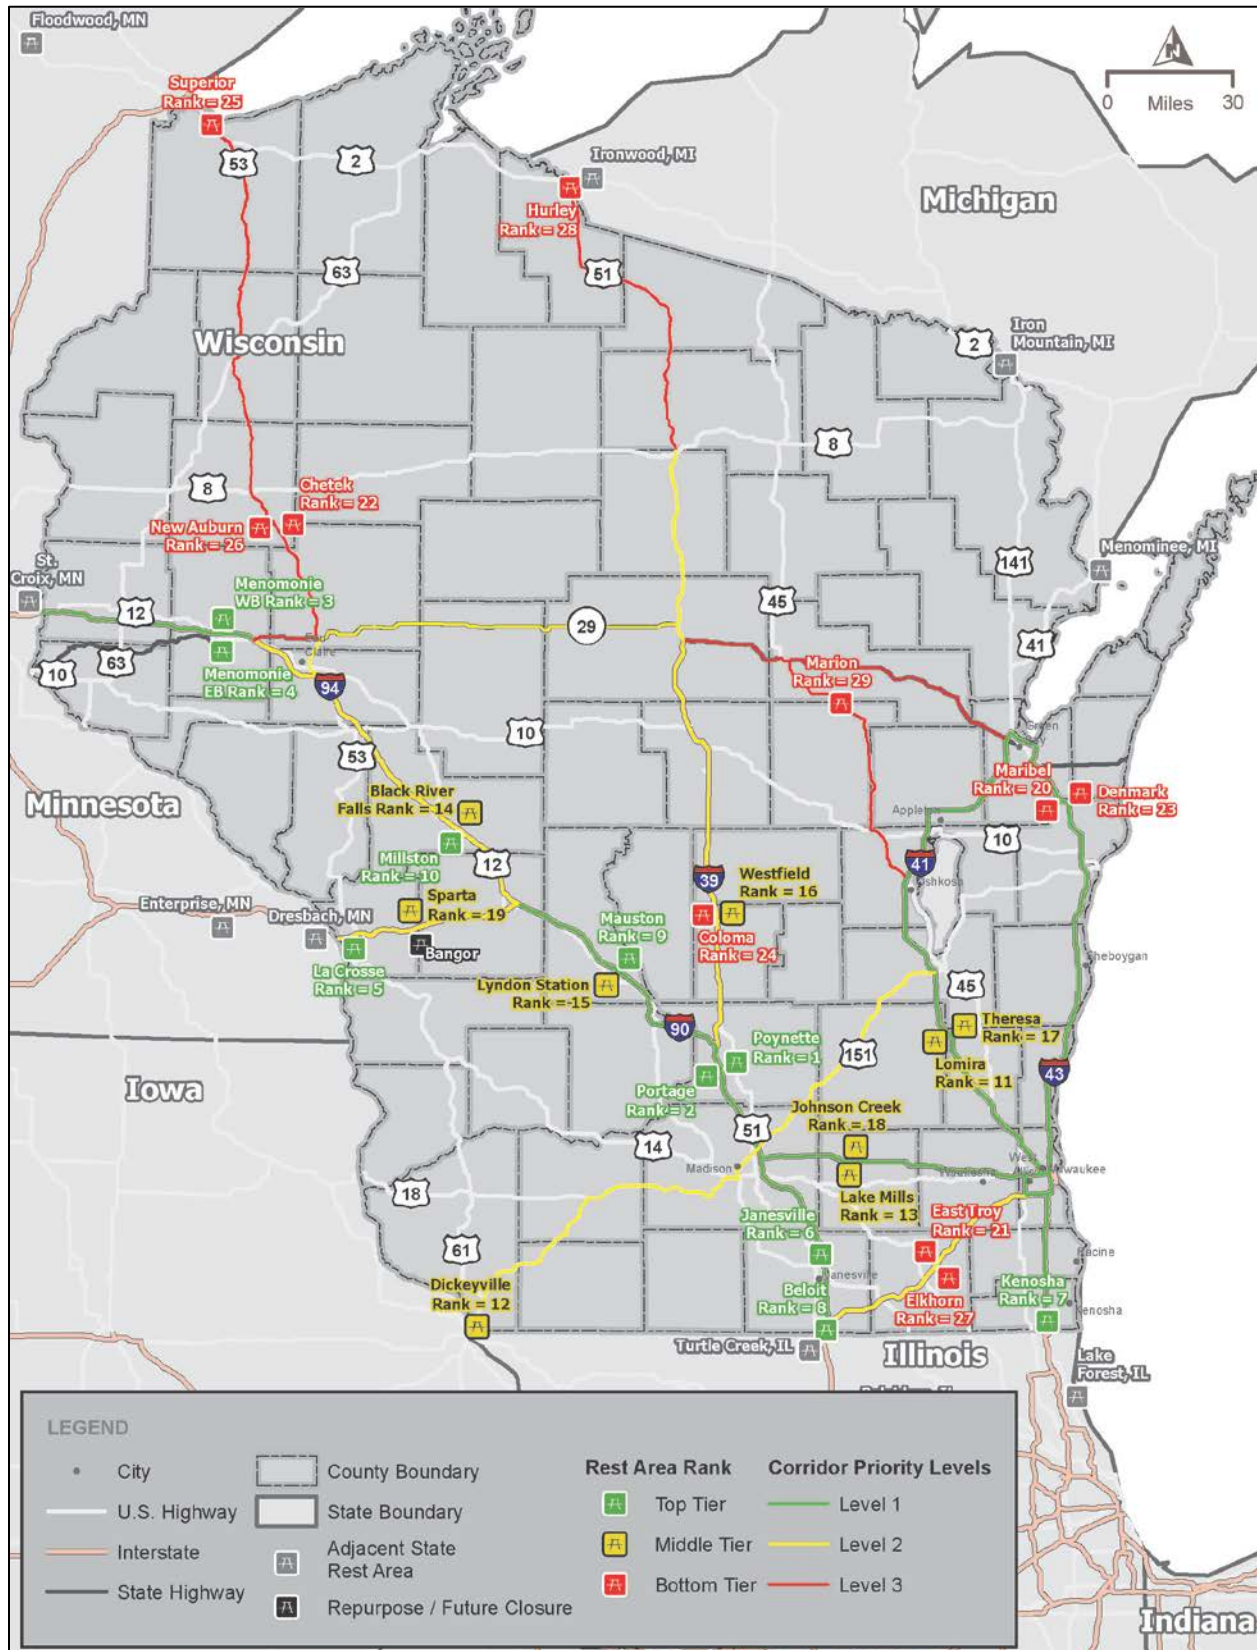 Floodwood, MN
Superior
Rank = 25
53
2
Ironwood, MI
Hurley
Rank = 28
51
63
N
0 Miles 30
Michigan
Wisconsin
2
Iron
Mountain, MI
8
8
Chetek
Rank = 22
New Auburn
Rank = 26
St.
Croix, MN
Menomonie
WB Rank = 3
12
29
45
141
Menominee, MI
41
10
63
Menomonie
EB Rank = 4
94
Marion
Rank = 29
10
53
Green
Minnesota
Black River
Falls Rank = 14
Maribel
Rank = 20
Denmark
Rank = 23
Appleton
10
Millston
Rank = 10
12
41
39
Westfield
Rank = 16
Oshkosh
Enterprise, MN
Dresbach, MN
Sparta
Rank = 19
Bangor
Mauston
Rank = 9
Coloma
Rank = 24
La Crosse
Rank = 5
Lyndon Station
Rank = 15
Sheboygan
45
Theresa
Rank = 17
90
Poynette
Rank = 1
151
Lomira
Rank = 11
43
Iowa
Portage
Rank = 2
Johnson Creek
Rank = 18
51
14
Madison
West
Allis
Milwaukee
Waukesha
18
Lake Mills
Rank = 13
East Troy
Rank = 21
Janesville
Rank = 6
61
Racine
Janesville
Dickeyville
Rank = 12
Beloit
Rank = 8
Elkhorn
Rank = 27
Kenosha
Rank = 7
Kenosha
Turtle Creek, IL
Illinois
Lake
Forest, IL
LEGEND
City
U.S. Highway
Interstate
State Highway
County Boundary
State Boundary
Adjacent State
Rest Area
Repurpose / Future Closure
Rest Area Rank
Top Tier
Middle Tier
Bottom Tier
Corridor Priority Levels
Level 1
Level 2
Level 3
Indiana